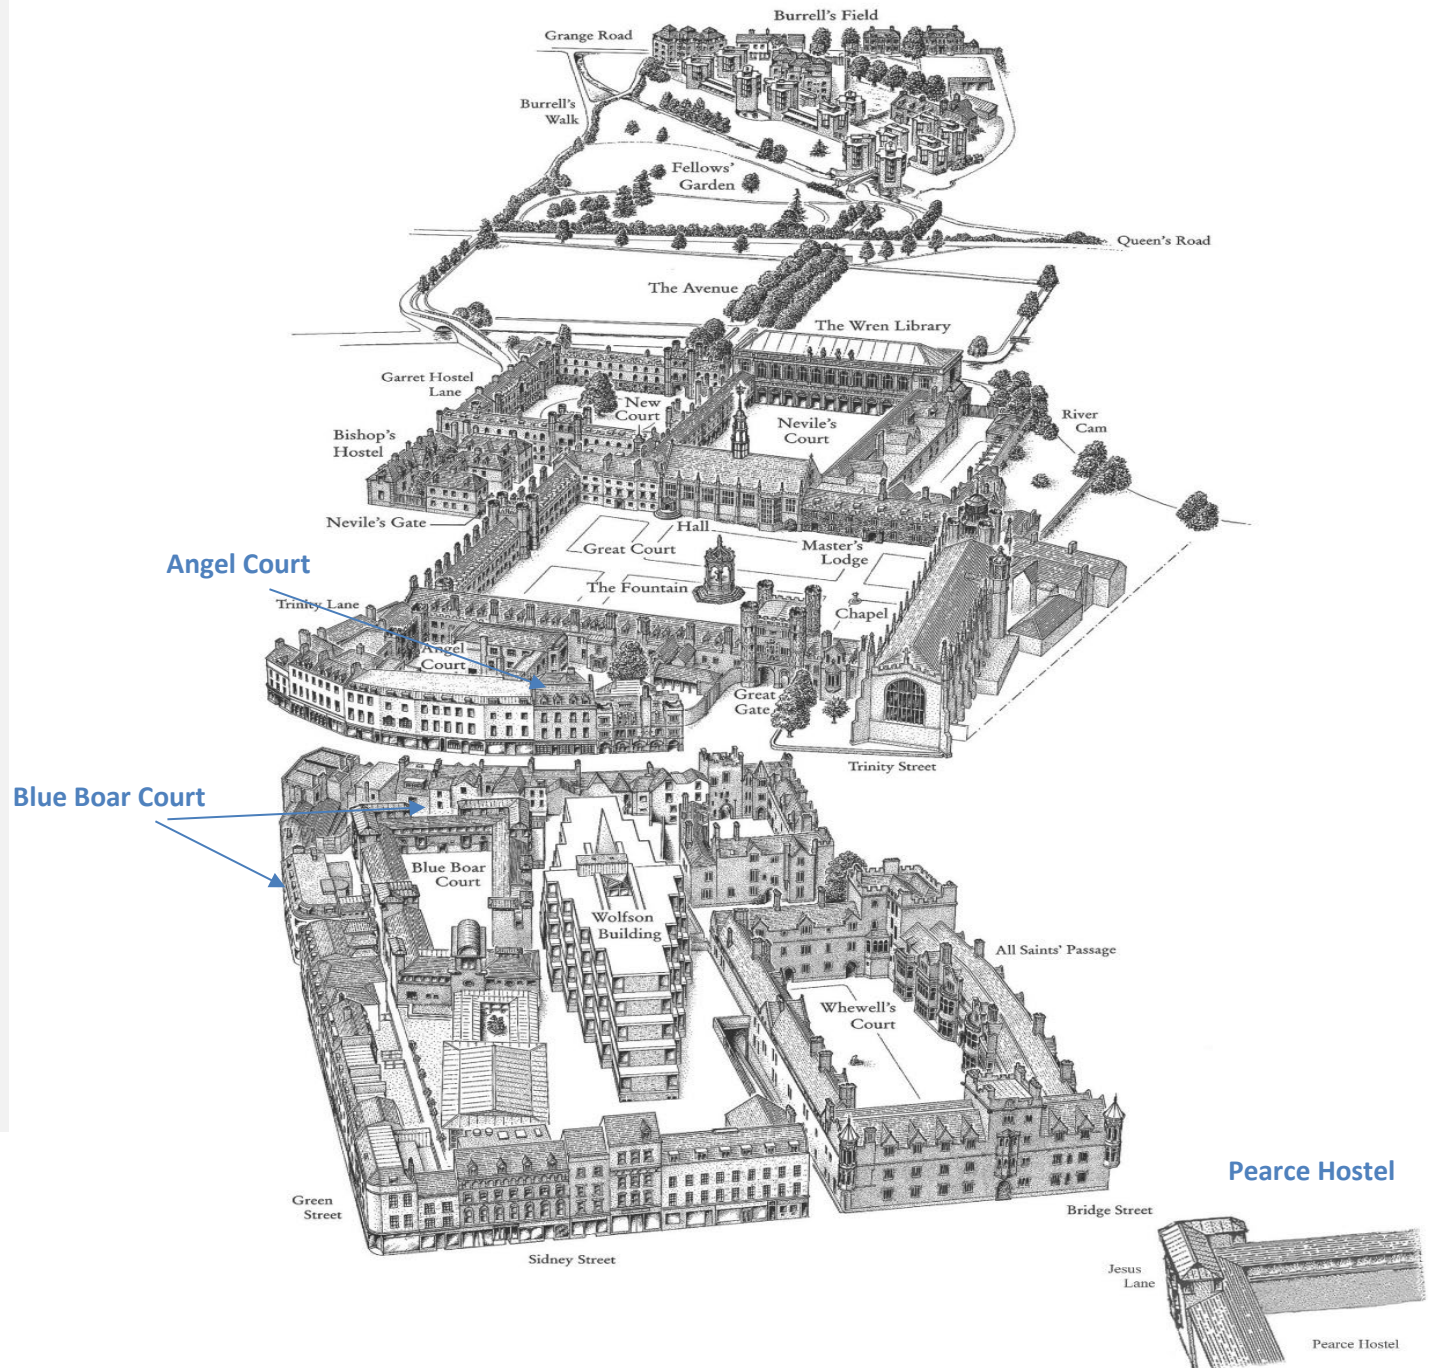 Burrell's Field
Grange Road
Burrell's
Walk
Fellows'
Garden
Queen's Road
The Avenue
The Wren Library
Garret Hostel
Lane
New
Court
Nevile's
Court
River
Cam
Bishop's
Hostel
Nevile's Gate
Hall
Great Court
Master's
Lodge
Angel Court
The Fountain
Trinity Lane
Chapel
Angel
Court
Great
Gate
Trinity Street
Blue Boar Court
Blue Boar
Court
Wolfson
Building
All Saints' Passage
Whewell's
Court
Pearce Hostel
Green
Street
Bridge Street
Sidney Street
Jesus
Lane
Pearce Hostel